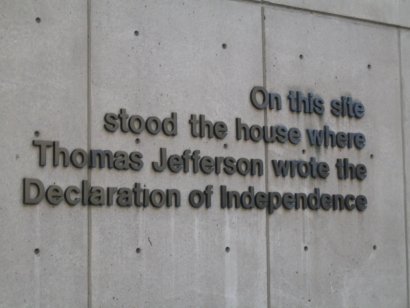 On this site
stood the house where
Thomas Jefferson wrote the
Declaration of Independence